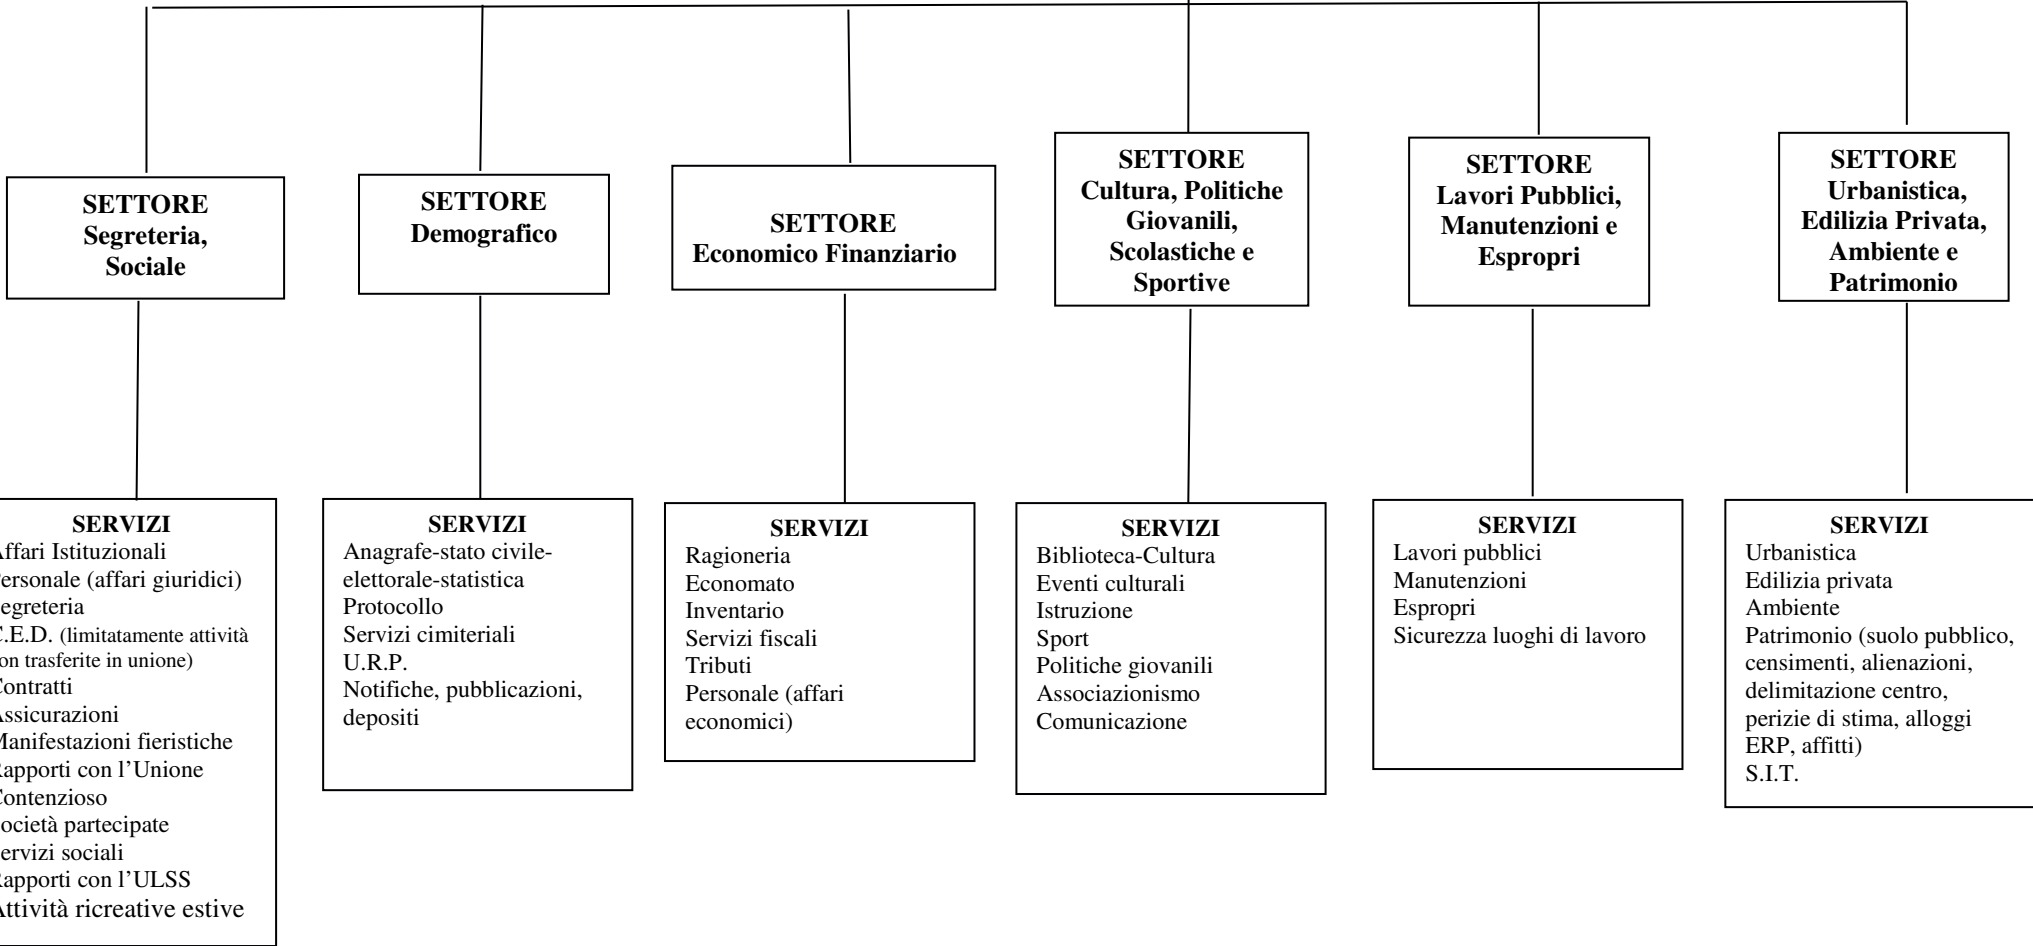 SETTORE
Segreteria,
Sociale
SETTORE
Demografico
SETTORE
Economico Finanziario
SETTORE
Cultura, Politiche
Giovanili,
Scolastiche e
Sportive
SETTORE
Lavori Pubblici,
Manutenzioni e
Espropri
SETTORE
Urbanistica,
Edilizia Privata,
Ambiente e
Patrimonio
SERVIZI
Affari Istituzionali
Personale (affari giuridici)
Segreteria
C.E.D. (limitatamente attività
non trasferite in unione)
Contratti
Assicurazioni
Manifestazioni fieristiche
Rapporti con l’Unione
Contenzioso
Società partecipate
Servizi sociali
Rapporti con l’ULSS
Attività ricreative estive
SERVIZI
Anagrafe-stato civile-
elettorale-statistica
Protocollo
Servizi cimiteriali
U.R.P.
Notifiche, pubblicazioni,
depositi
SERVIZI
Ragioneria
Economato
Inventario
Servizi fiscali
Tributi
Personale (affari
economici)
SERVIZI
Biblioteca-Cultura
Eventi culturali
Istruzione
Sport
Politiche giovanili
Associazionismo
Comunicazione
SERVIZI
Lavori pubblici
Manutenzioni
Espropri
Sicurezza luoghi di lavoro
SERVIZI
Urbanistica
Edilizia privata
Ambiente
Patrimonio (suolo pubblico,
censimenti, alienazioni,
delimitazione centro,
perizie di stima, alloggi
ERP, affitti)
S.I.T.